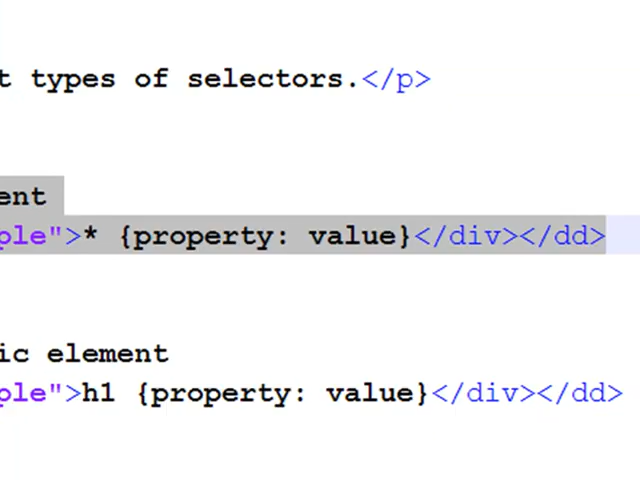 t types of selectors.</p>
ent
ple">* {property: value}</div></dd>
ic element
ple">h1 {property: value}</div></dd>